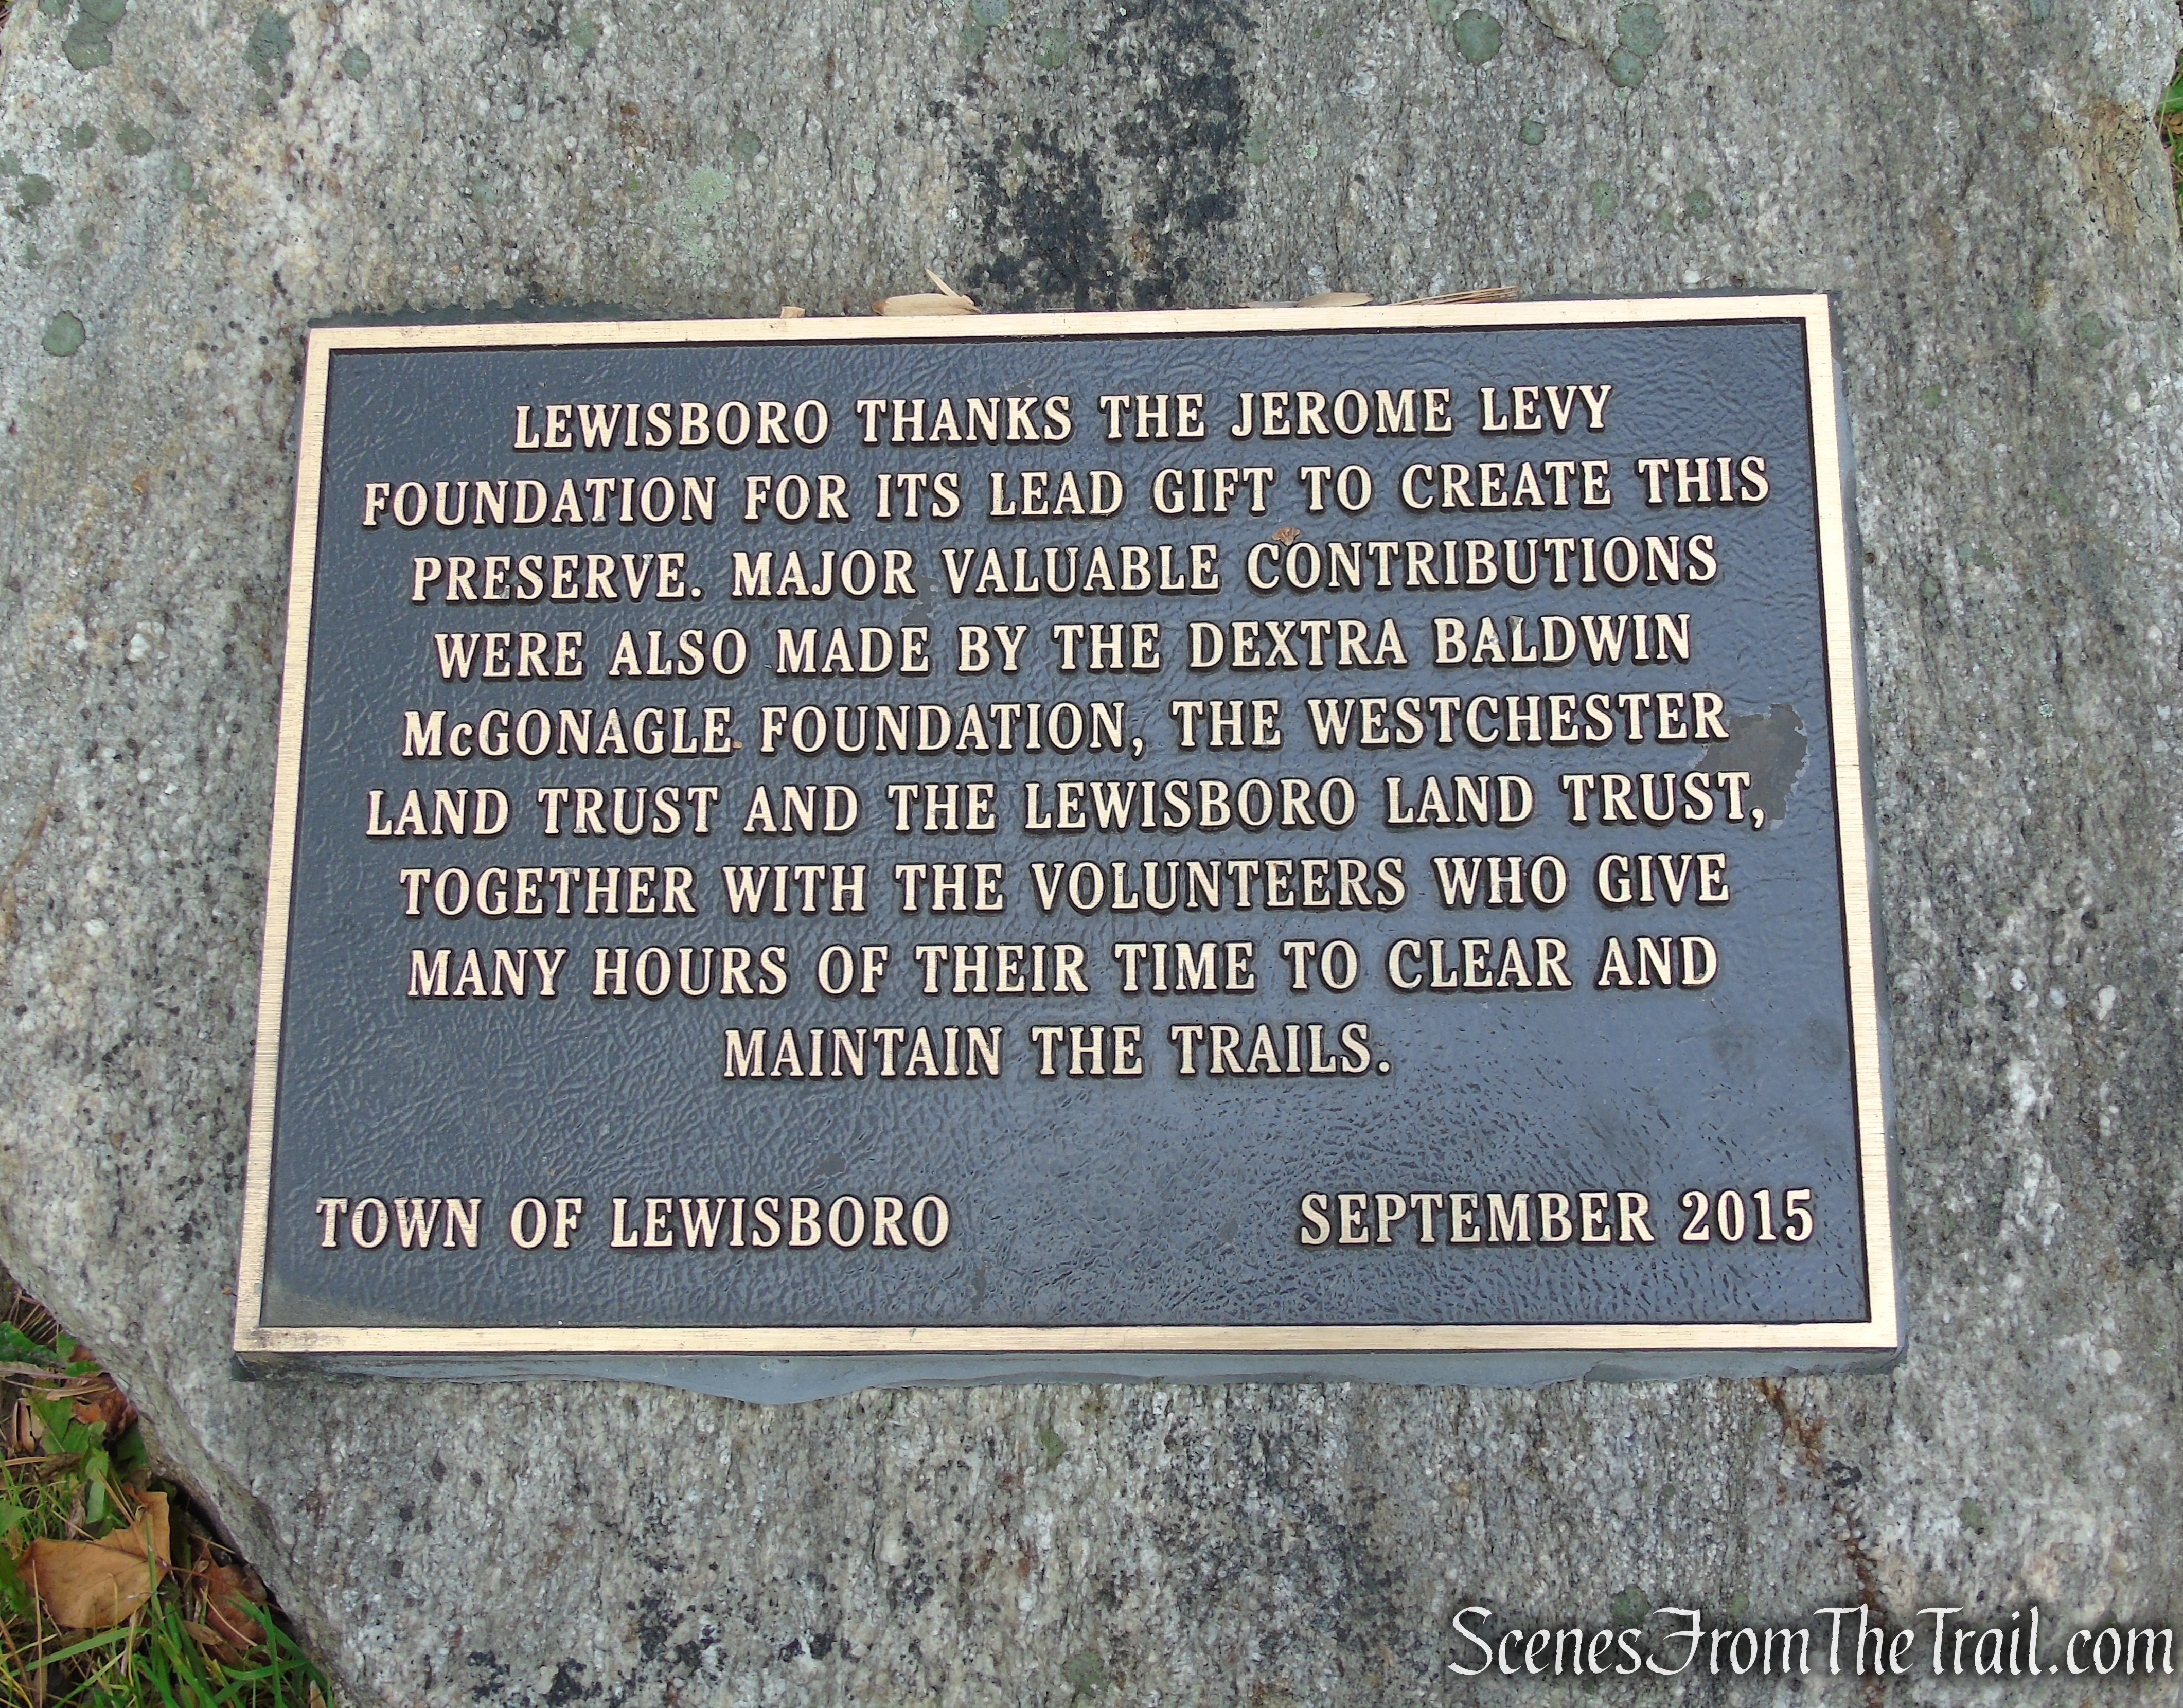 LEWISBORO THANKS THE JEROME LEVY
FOUNDATION FOR ITS LEAD GIFT TO CREATE THIS
PRESERVE. MAJOR VALUABLE CONTRIBUTIONS
WERE ALSO MADE BY THE DEXTRA BALDWIN
McGONAGLE FOUNDATION, THE WESTCHESTER
LAND TRUST AND THE LEWISBORO LAND TRUST,
TOGETHER WITH THE VOLUNTEERS WHO GIVE
MANY HOURS OF THEIR TIME TO CLEAR AND
MAINTAIN THE TRAILS.
TOWN OF LEWISBORO SEPTEMBER 2015
ScenesFromTheTrail.com